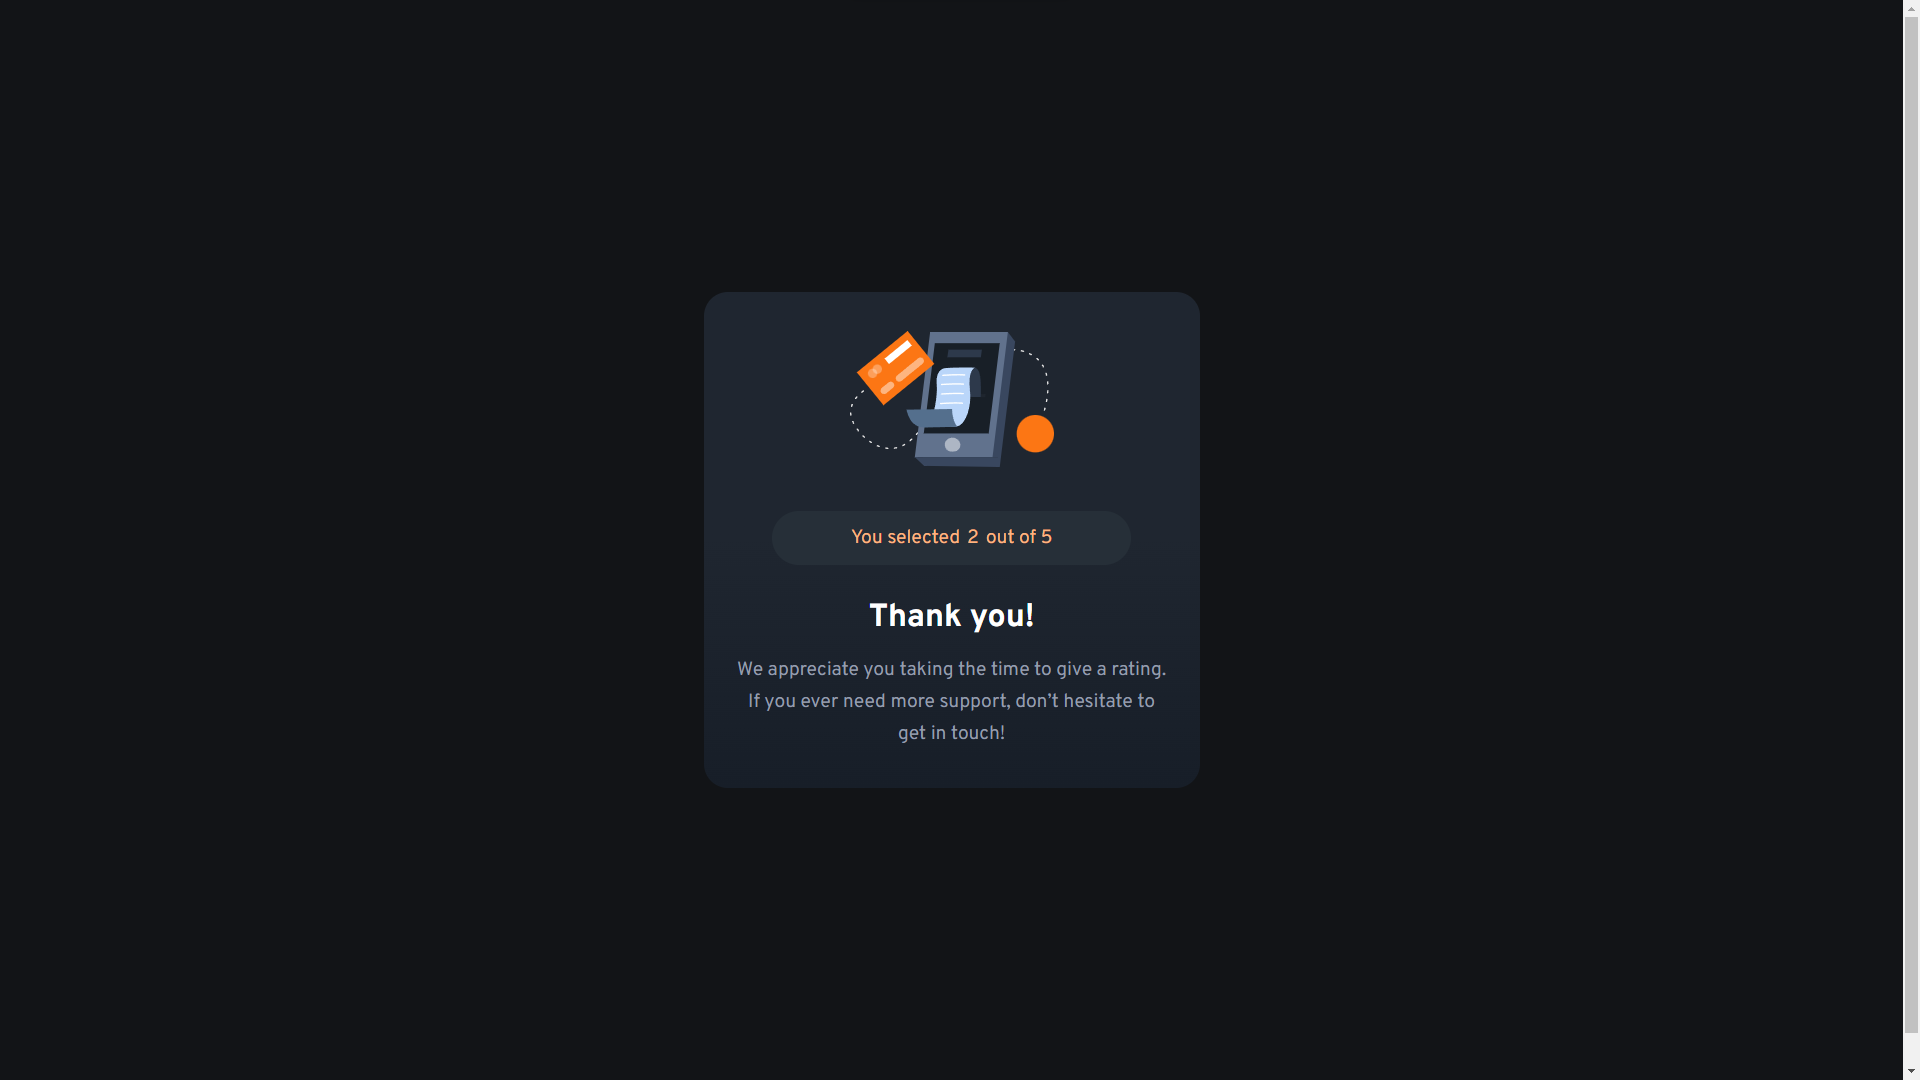 You selected 2 out of 5
Thank you!
We appreciate you taking the time to give a rating.
If you ever need more support, don’t hesitate to
get in touch!